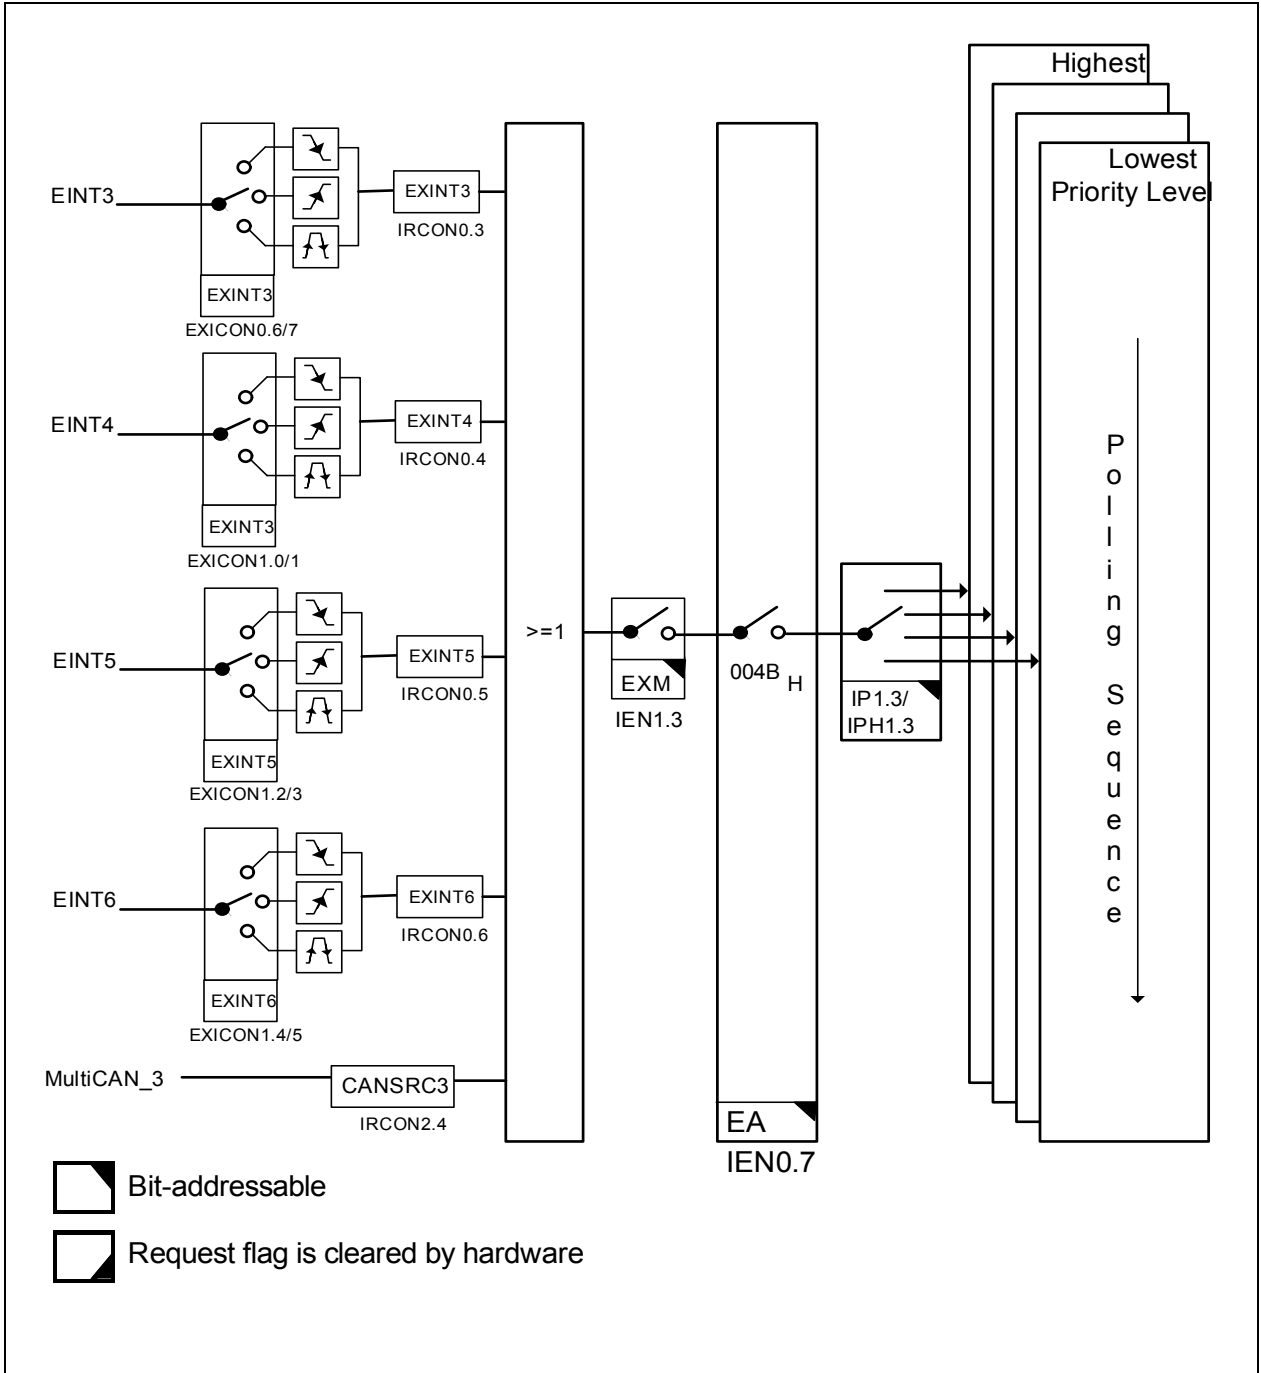 Highest
Lowest
Priority Level
EINT3
EXINT3
IRCON0.3
EXINT3
EXICON0.6/7
EINT4
EXINT4
IRCON0.4
EXINT3
EXICON1.0/1
EINT5
EXINT5
IRCON0.5
EXINT5
EXICON1.2/3
EINT6
EXINT6
IRCON0.6
EXINT6
EXICON1.4/5
MultiCAN_3
CANSRC3
IRCON2.4
>=1
EXM
IEN1.3
004B H
EA
IEN0.7
IP1.3/
IPH1.3
Polling Sequence
Bit-addressable
Request flag is cleared by hardware